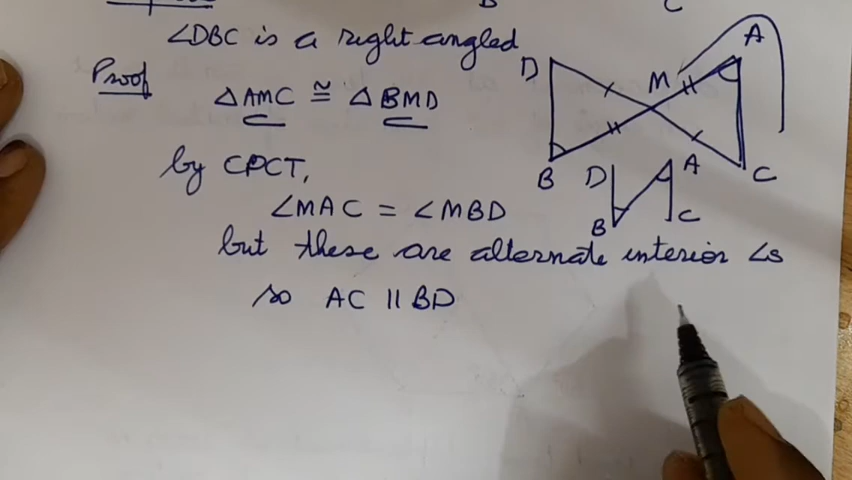 B C
∠DBC is a right angled
Proof
△AMC ≅ △BMD
by CPCT,
∠MAC = ∠MBD
but these are alternate interior ∠s
so AC || BD
D M A
B C
D A
B C